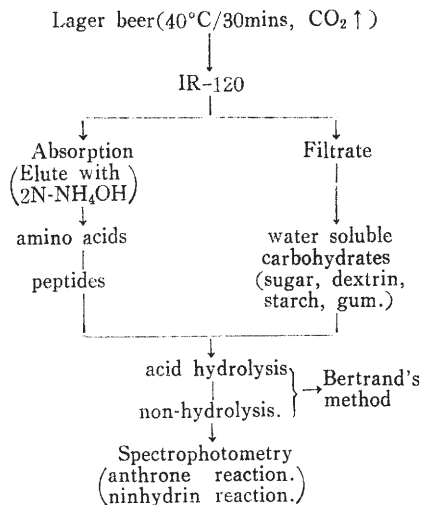 Lager beer(40°C/30mins, CO₂↑)
IR-120
Absorption
(Elute with
2N-NH₄OH)
amino acids
peptides
Filtrate
water soluble
carbohydrates
(sugar, dextrin,
starch, gum.)
acid hydrolysis
non-hydrolysis.
→Bertrand's
method
Spectrophotometry
(anthrone reaction.
ninhydrin reaction.)